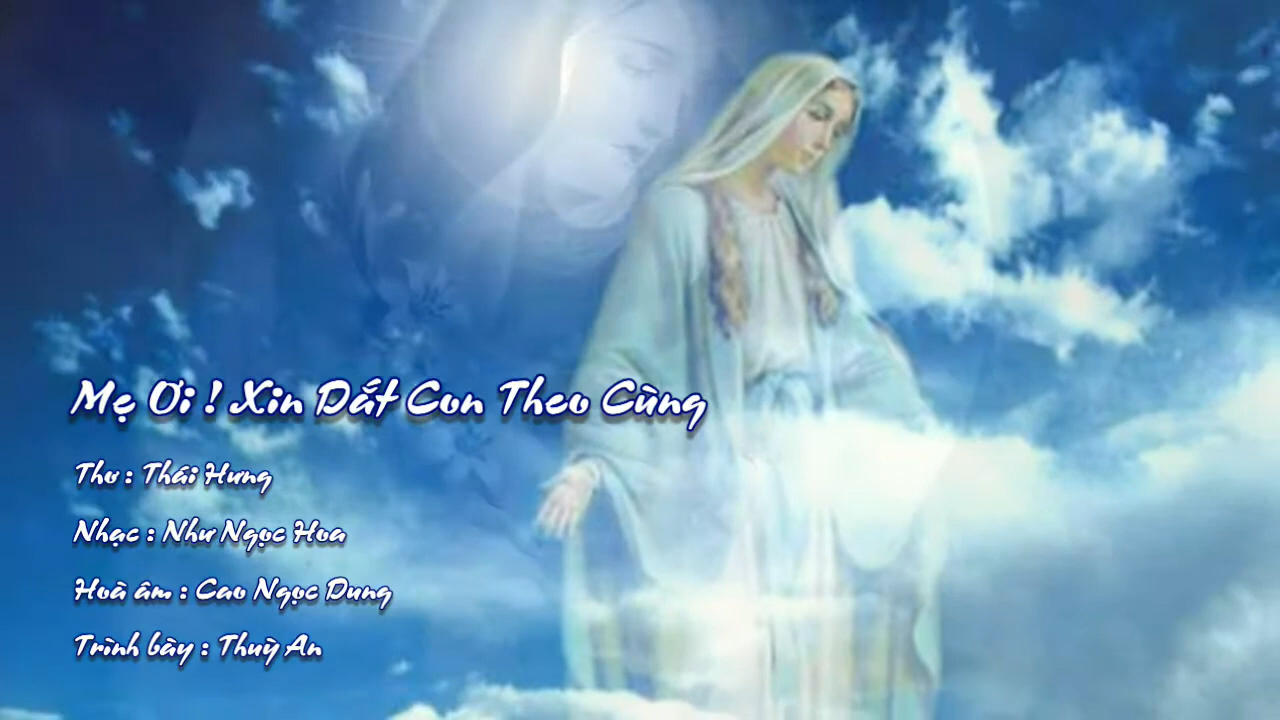 Mẹ Ơi ! Xin Dắt Con Theo Cùng
Thơ : Thái Hưng
Nhạc : Như Ngọc Hoa
Hoà âm : Cao Ngọc Dung
Trình bày : Thuỳ An